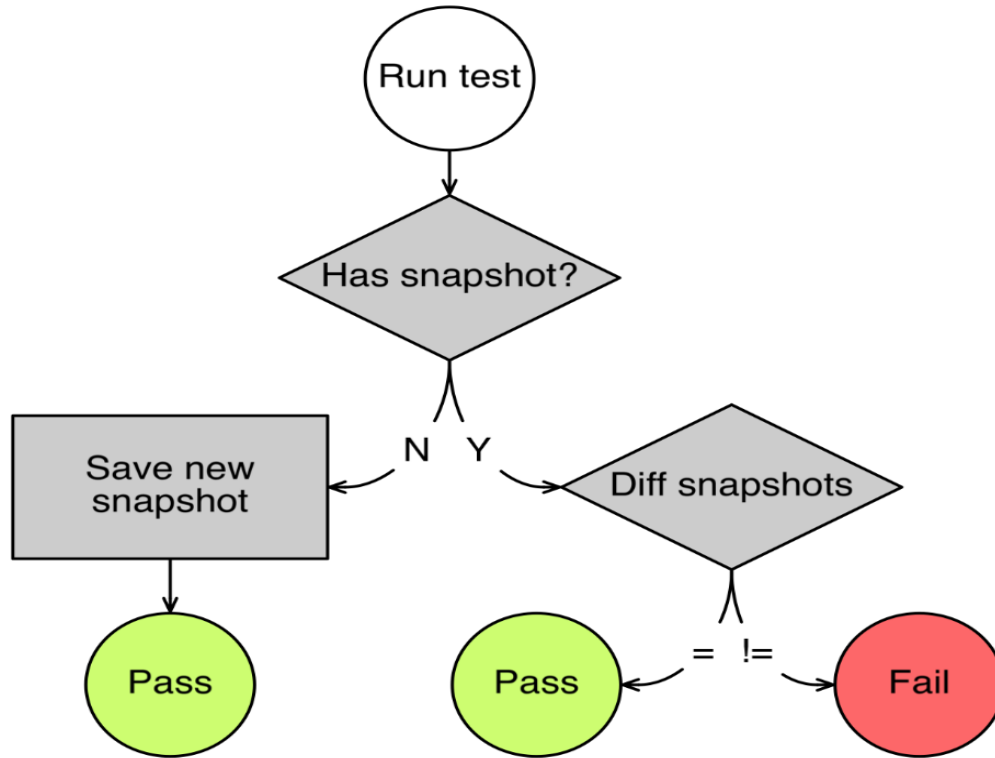 Run test
Has snapshot?
N
Y
Save new
snapshot
Diff snapshots
=
!=
Pass
Pass
Fail